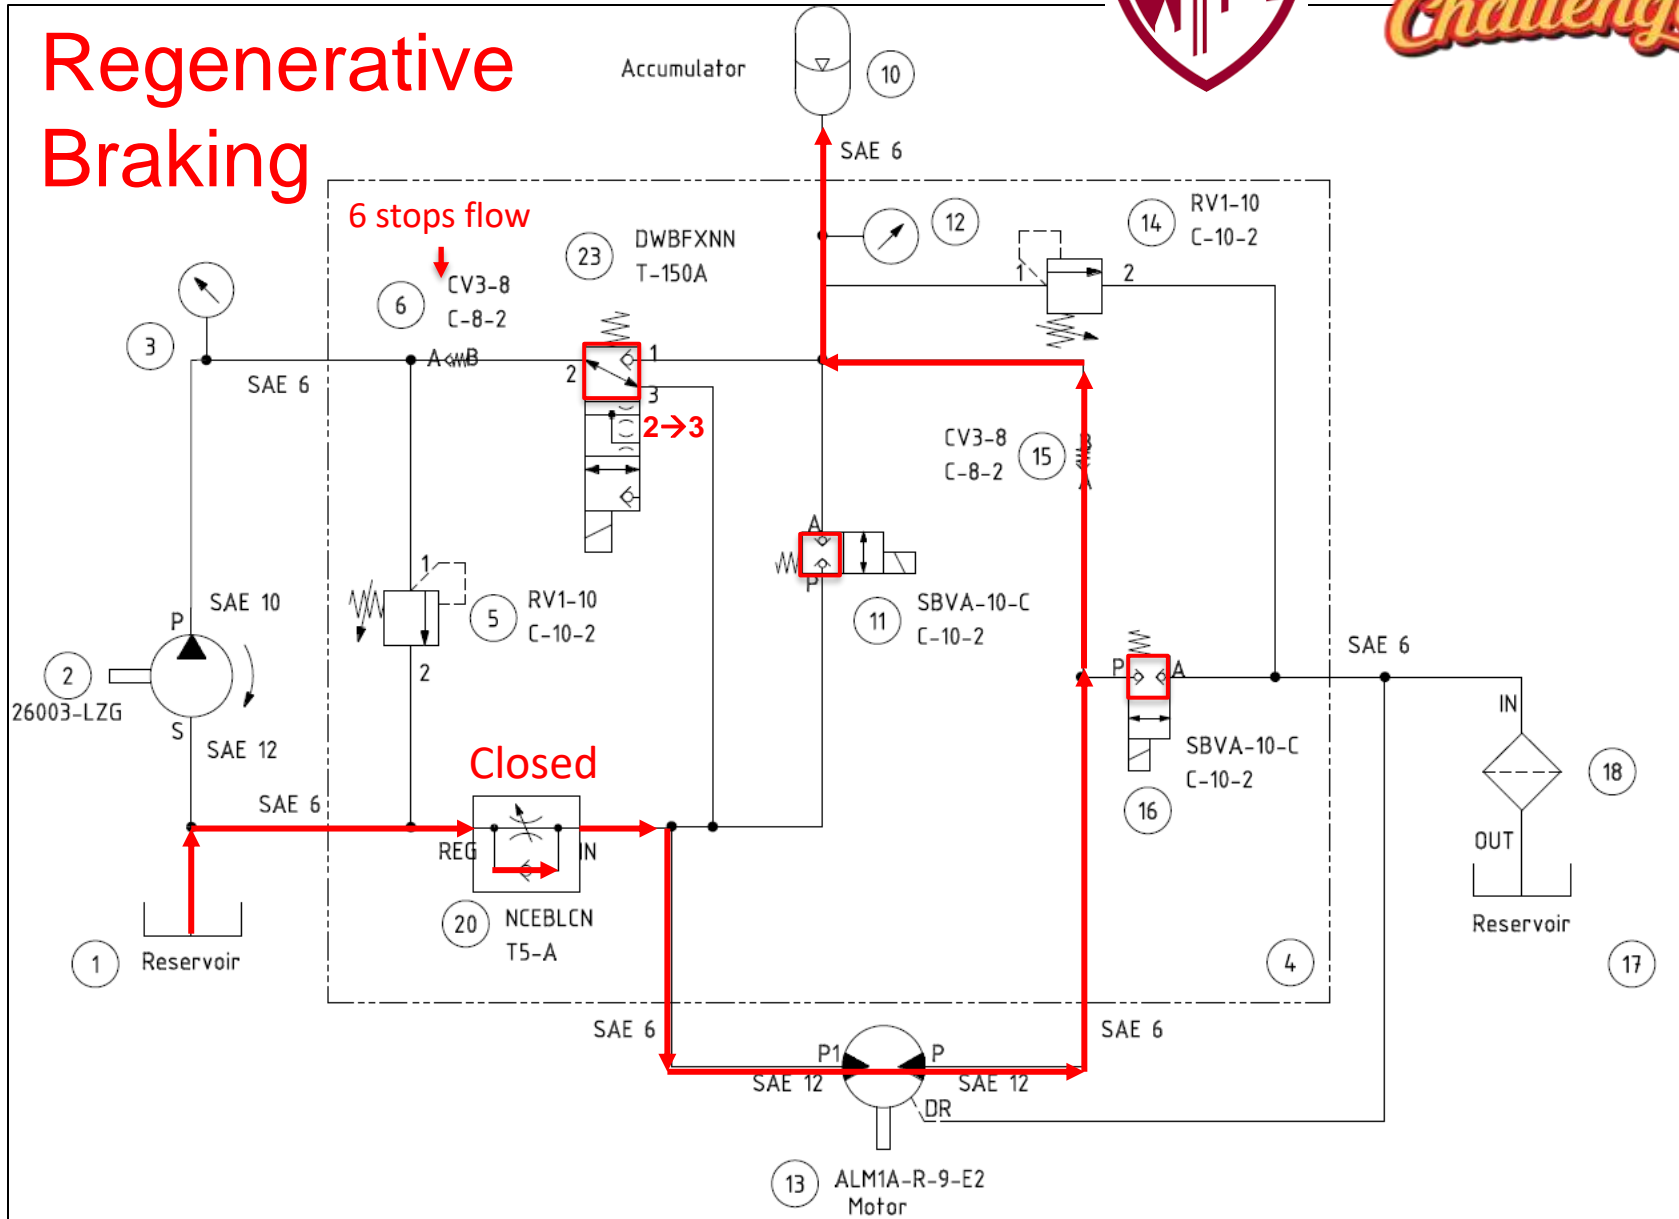 Regenerative
Braking
Challenge
Accumulator
10
SAE 6
6 stops flow
23
DWBFXNN
T-150A
12
14
RV1-10
C-10-2
1
2
6
CV3-8
C-8-2
3
A
B
2
1
3
SAE 6
2→3
CV3-8
C-8-2
15
B
A
A
P
11
SBVA-10-C
C-10-2
SAE 10
P
2
26003-LZG
S
SAE 12
1
5
RV1-10
C-10-2
2
P
A
SAE 6
IN
SBVA-10-C
C-10-2
16
18
OUT
Closed
SAE 6
REG
IN
20
NCEBLCN
T5-A
1
Reservoir
4
Reservoir
17
SAE 6
SAE 6
P1
P
SAE 12
SAE 12
DR
13
ALM1A-R-9-E2
Motor